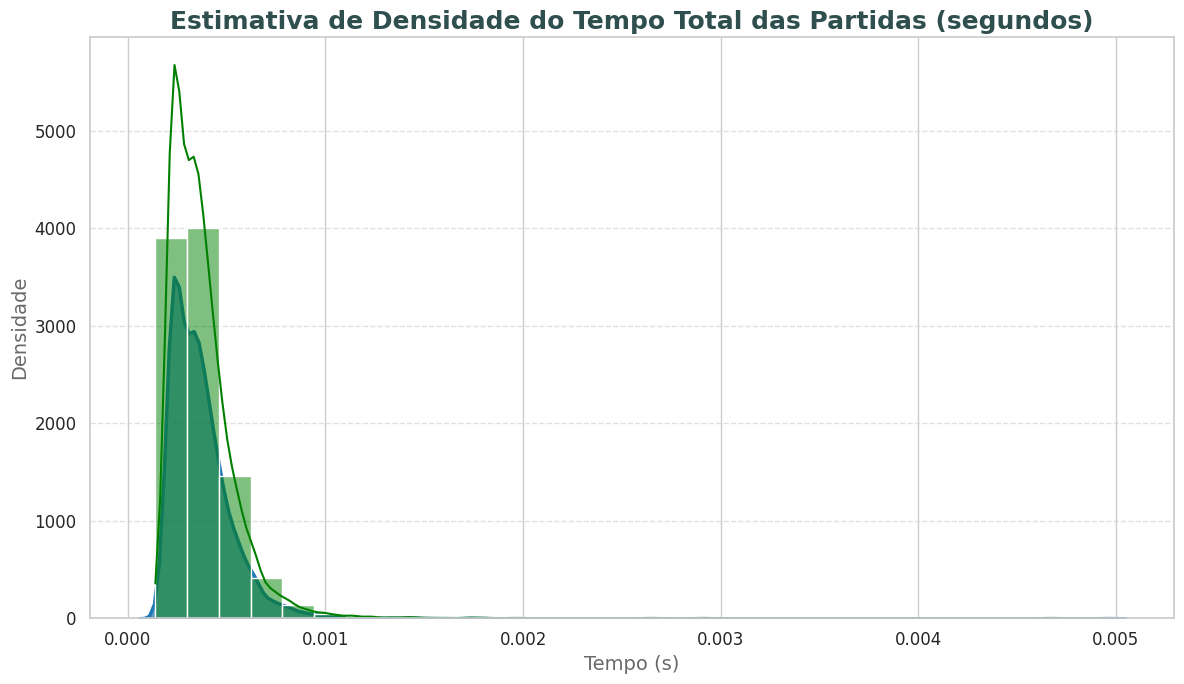 Estimativa de Densidade do Tempo Total das Partidas (segundos)
Densidade
5000
4000
3000
2000
1000
0
0.000 0.001 0.002 0.003 0.004 0.005
Tempo (s)